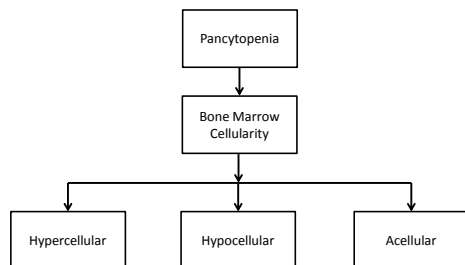 Pancytopenia
Bone Marrow
Cellularity
Hypercellular
Hypocellular
Acellular